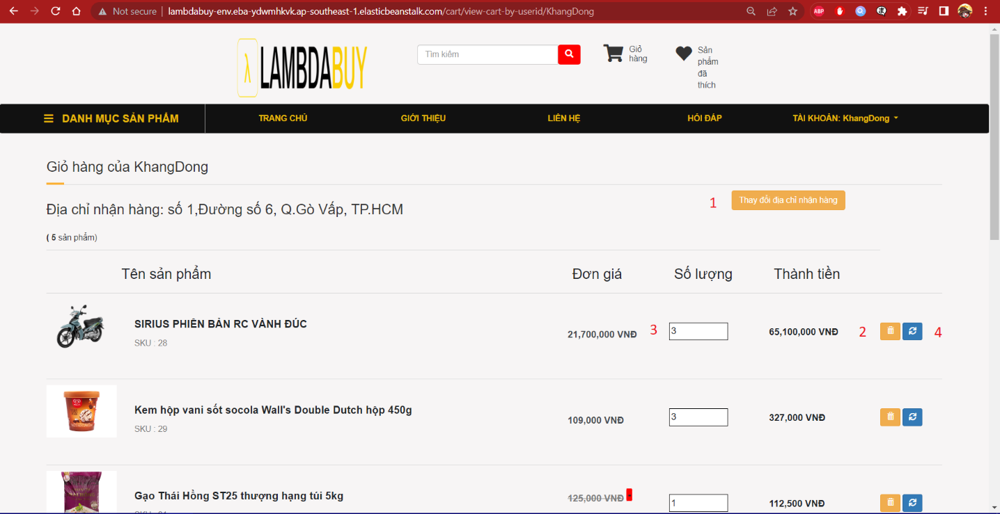 Not secure | lambdabuy-env.eba-ydwmhkvk.ap-southeast-1.elasticbeanstalk.com/cart/view-cart-by-userid/KhangDong
ABP
λ LAMBDABUY
Tìm kiếm
Giỏ
hàng
Sản
phẩm
đã
thích
DANH MỤC SẢN PHẨM TRANG CHỦ GIỚI THIỆU LIÊN HỆ HỎI ĐÁP TÀI KHOẢN: KhangDong
Giỏ hàng của KhangDong
Địa chỉ nhận hàng: số 1,Đường số 6, Q.Gò Vấp, TP.HCM
1 Thay đổi địa chỉ nhận hàng
( 5 sản phẩm)
Tên sản phẩm Đơn giá Số lượng Thành tiền
SIRIUS PHIÊN BẢN RC VÀNH ĐÚC
SKU : 28
21,700,000 VNĐ 3 3 65,100,000 VNĐ 2 4
Kem hộp vani sốt socola Wall's Double Dutch hộp 450g
SKU : 29
109,000 VNĐ 3 327,000 VNĐ
Gạo Thái Hồng ST25 thượng hạng túi 5kg
125,000 VNĐ 1 112,500 VNĐ